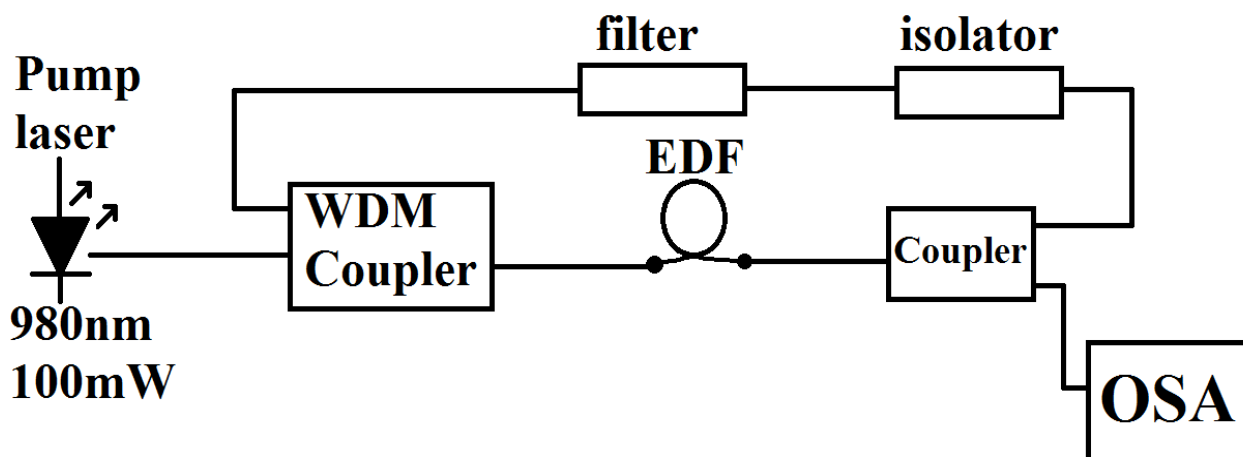 filter
isolator
Pump
laser
EDF
WDM
Coupler
Coupler
980nm
100mW
OSA